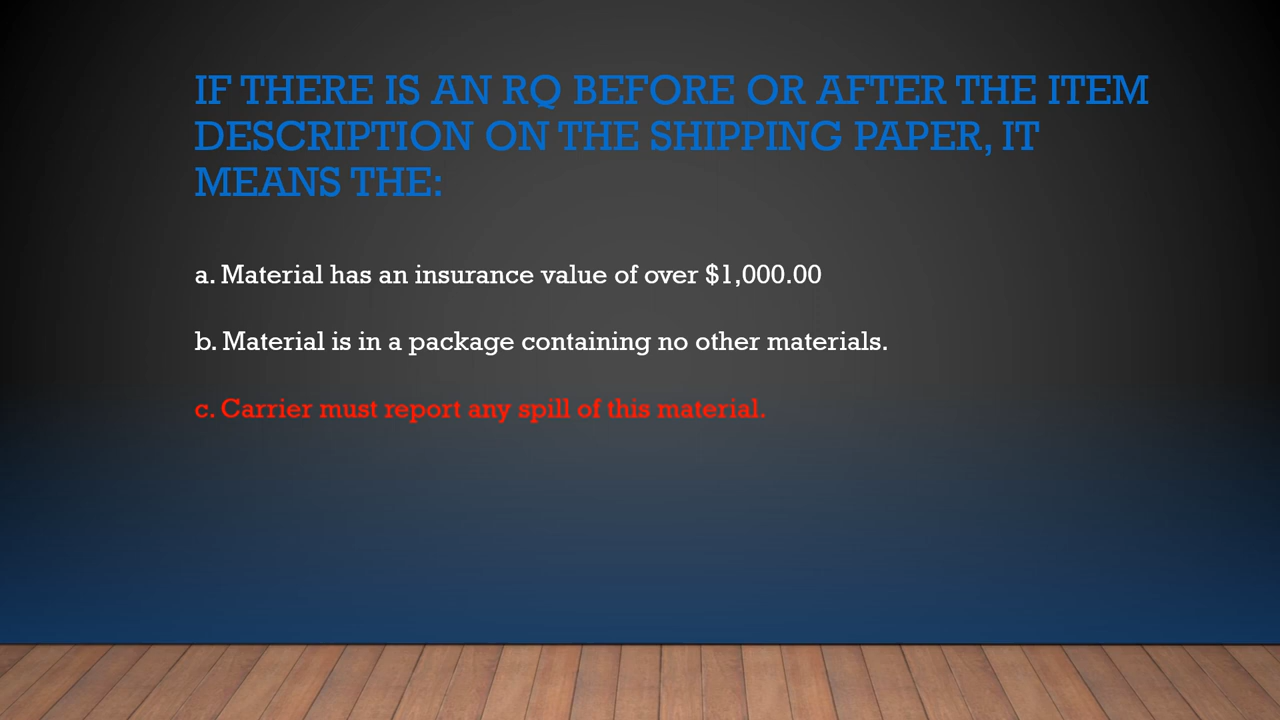 IF THERE IS AN RQ BEFORE OR AFTER THE ITEM
DESCRIPTION ON THE SHIPPING PAPER, IT
MEANS THE:
a. Material has an insurance value of over $1,000.00
b. Material is in a package containing no other materials.
c. Carrier must report any spill of this material.